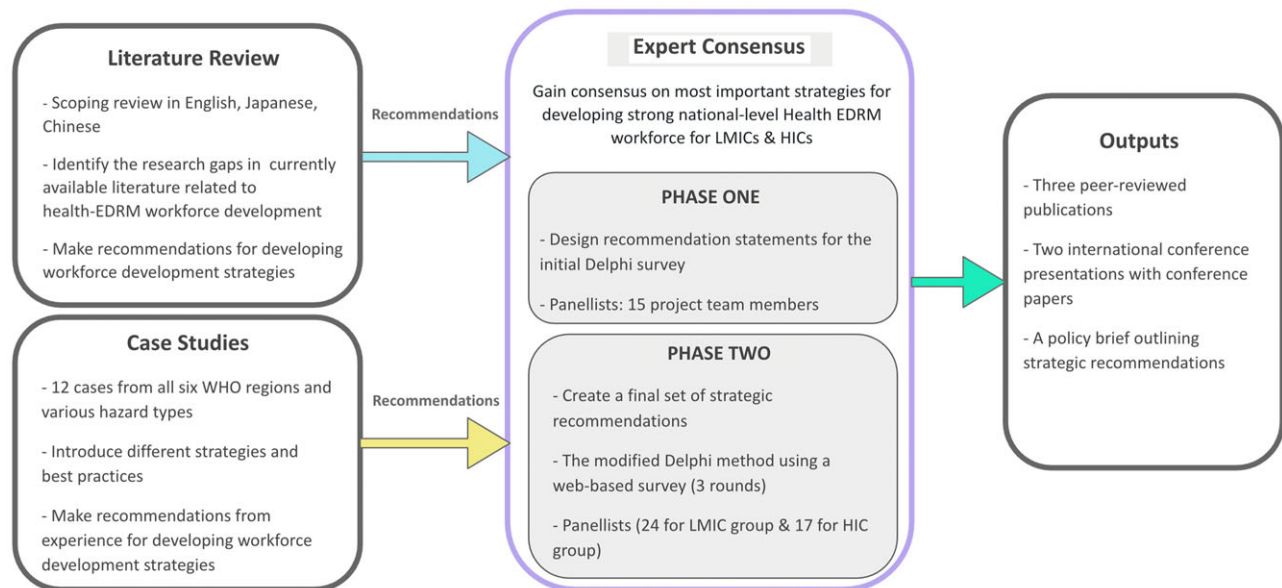 Literature Review
- Scoping review in English, Japanese,
Chinese
- Identify the research gaps in currently
available literature related to
health-EDRM workforce development
- Make recommendations for developing
workforce development strategies
Case Studies
- 12 cases from all six WHO regions and
various hazard types
- Introduce different strategies and
best practices
- Make recommendations from
experience for developing workforce
development strategies
Recommendations
Recommendations
Expert Consensus
Gain consensus on most important strategies for
developing strong national-level Health EDRM
workforce for LMICs & HICs
PHASE ONE
- Design recommendation statements for the
initial Delphi survey
- Panellists: 15 project team members
PHASE TWO
- Create a final set of strategic
recommendations
- The modified Delphi method using a
web-based survey (3 rounds)
- Panellists (24 for LMIC group & 17 for HIC
group)
Outputs
- Three peer-reviewed
publications
- Two international conference
presentations with conference
papers
- A policy brief outlining
strategic recommendations